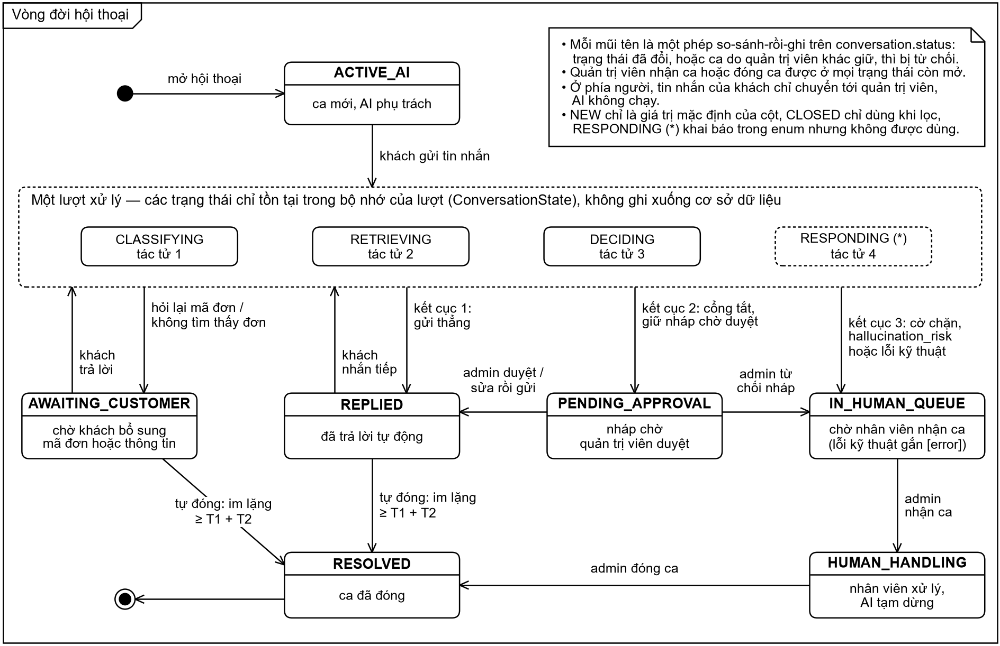 Vòng đời hội thoại
• Mỗi mũi tên là một phép so-sánh-rồi-ghi trên conversation.status:
trạng thái đã đổi, hoặc ca do quản trị viên khác giữ, thì bị từ chối.
• Quản trị viên nhận ca hoặc đóng ca được ở mọi trạng thái còn mở.
• Ở phía người, tin nhắn của khách chỉ chuyển tới quản trị viên,
AI không chạy.
• NEW chỉ là giá trị mặc định của cột, CLOSED chỉ dùng khi lọc,
RESPONDING (*) khai báo trong enum nhưng không được dùng.
mở hội thoại
ACTIVE_AI
ca mới, AI phụ trách
khách gửi tin nhắn
Một lượt xử lý — các trạng thái chỉ tồn tại trong bộ nhớ của lượt (ConversationState), không ghi xuống cơ sở dữ liệu
CLASSIFYING
tác tử 1
RETRIEVING
tác tử 2
DECIDING
tác tử 3
RESPONDING (*)
tác tử 4
khách
trả lời
hỏi lại mã đơn /
không tìm thấy đơn
khách
nhắn tiếp
kết cục 1:
gửi thẳng
kết cục 2: cổng tắt,
giữ nháp chờ duyệt
kết cục 3: cờ chặn,
hallucination_risk
hoặc lỗi kỹ thuật
admin duyệt /
sửa rồi gửi
admin từ
chối nháp
AWAITING_CUSTOMER
chờ khách bổ sung
mã đơn hoặc thông tin
REPLIED
đã trả lời tự động
PENDING_APPROVAL
nháp chờ
quản trị viên duyệt
IN_HUMAN_QUEUE
chờ nhân viên nhận ca
(lỗi kỹ thuật gắn [error])
tự đóng: im lặng
≥ T1 + T2
tự đóng: im lặng
≥ T1 + T2
admin
nhận ca
RESOLVED
ca đã đóng
admin đóng ca
HUMAN_HANDLING
nhân viên xử lý,
AI tạm dừng